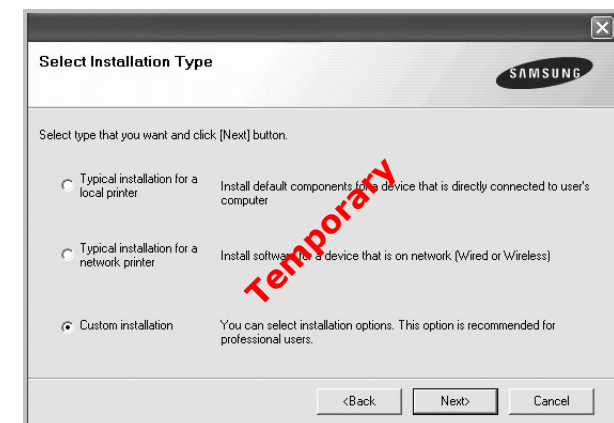 Select Installation Type
SAMSUNG
Select type that you want and click [Next] button.
Typical installation for a
local printer
Install default components for a device that is directly connected to user's
computer
Typical installation for a
network printer
Install software for a device that is on network (Wired or Wireless)
Custom installation
You can select installation options. This option is recommended for
professional users.
Temporary
<Back
Next>
Cancel